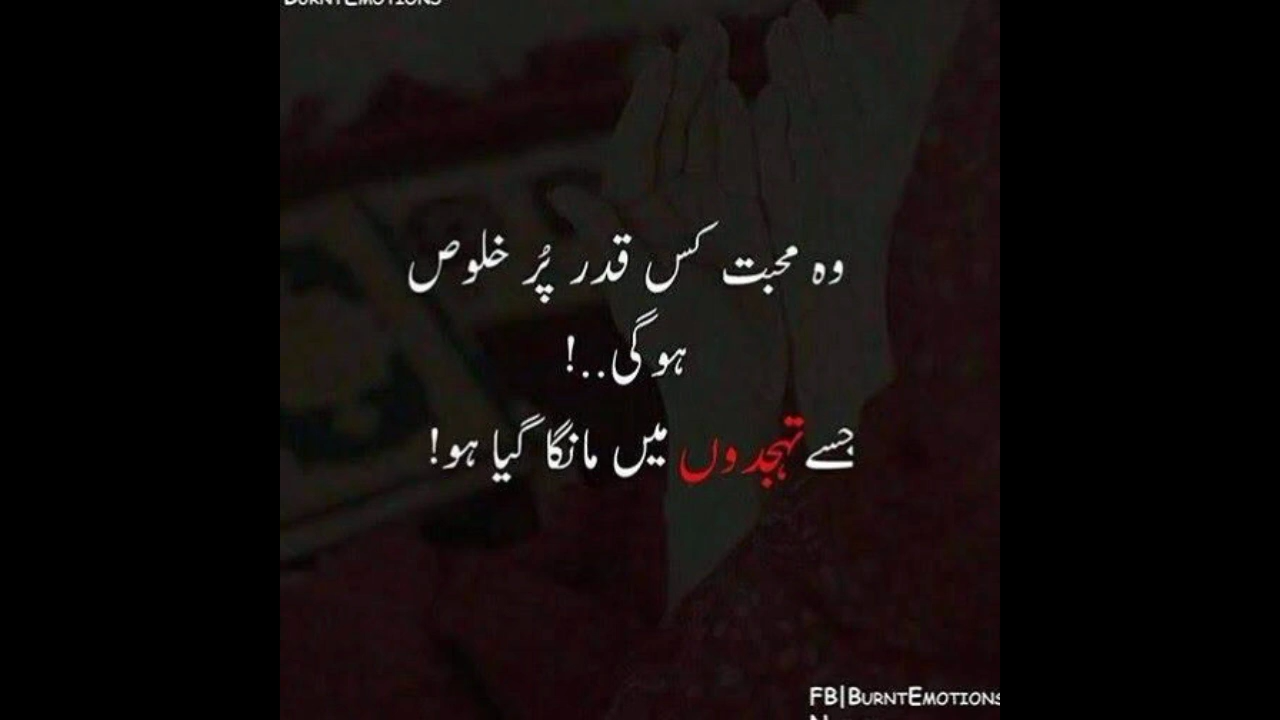 BURNTEMOTIONS
وہ محبت کس قدر پُر خلوص
ہوگی..!
جسے تہجدوں میں مانگا گیا ہو!
FB|BURNTEMOTIONS